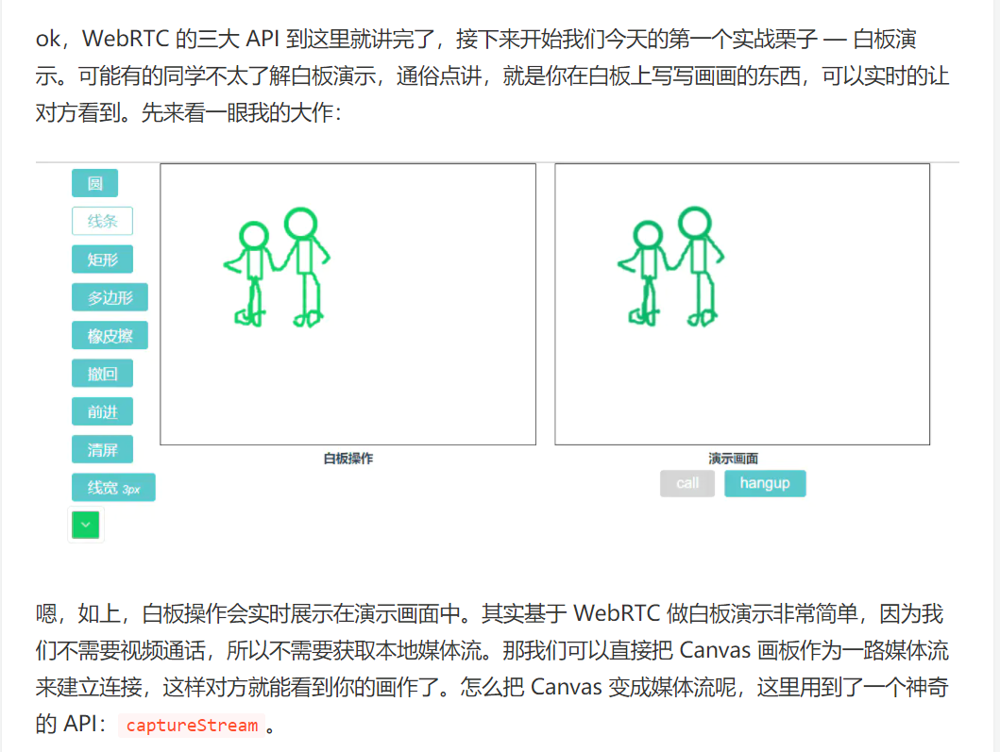 ok，WebRTC 的三大 API 到这里就讲完了，接下来开始我们今天的第一个实战栗子 — 白板演
示。可能有的同学不太了解白板演示，通俗点讲，就是你在白板上写写画画的东西，可以实时的让
对方看到。先来看一眼我的大作：
圆
线条
矩形
多边形
橡皮擦
撤回
前进
清屏
线宽 3px
白板操作
演示画面
call
hangup
嗯，如上，白板操作会实时展示在演示画面中。其实基于 WebRTC 做白板演示非常简单，因为我
们不需要视频通话，所以不需要获取本地媒体流。那我们可以直接把 Canvas 画板作为一路媒体流
来建立连接，这样对方就能看到你的画作了。怎么把 Canvas 变成媒体流呢，这里用到了一个神奇
的 API：captureStream。